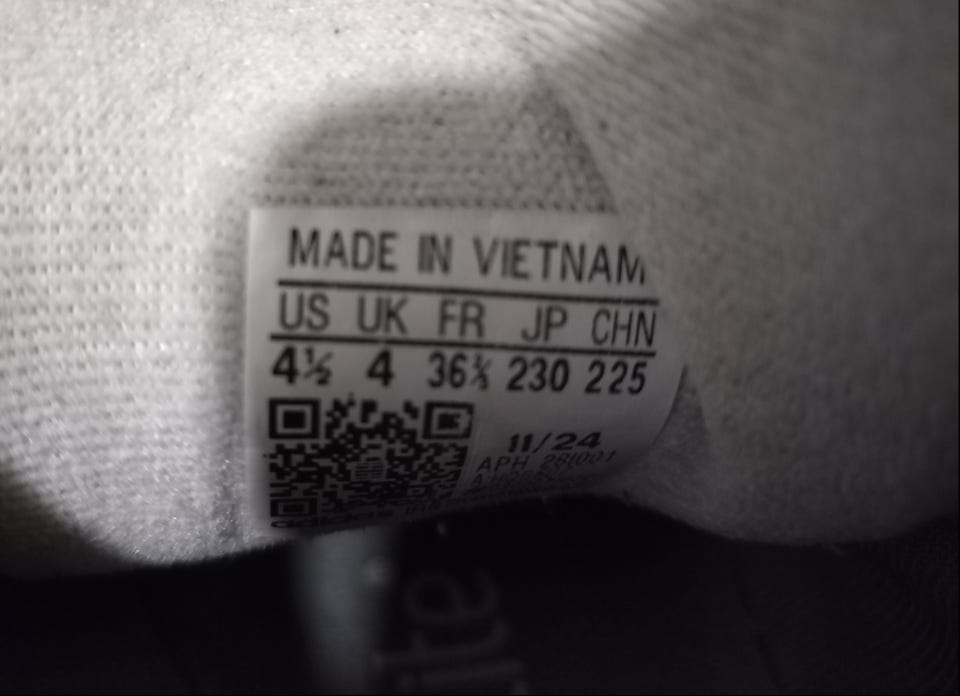 MADE IN VIETNAM
US UK FR JP CHN
4½ 4 36⅔ 230 225
11/24
APH 281001